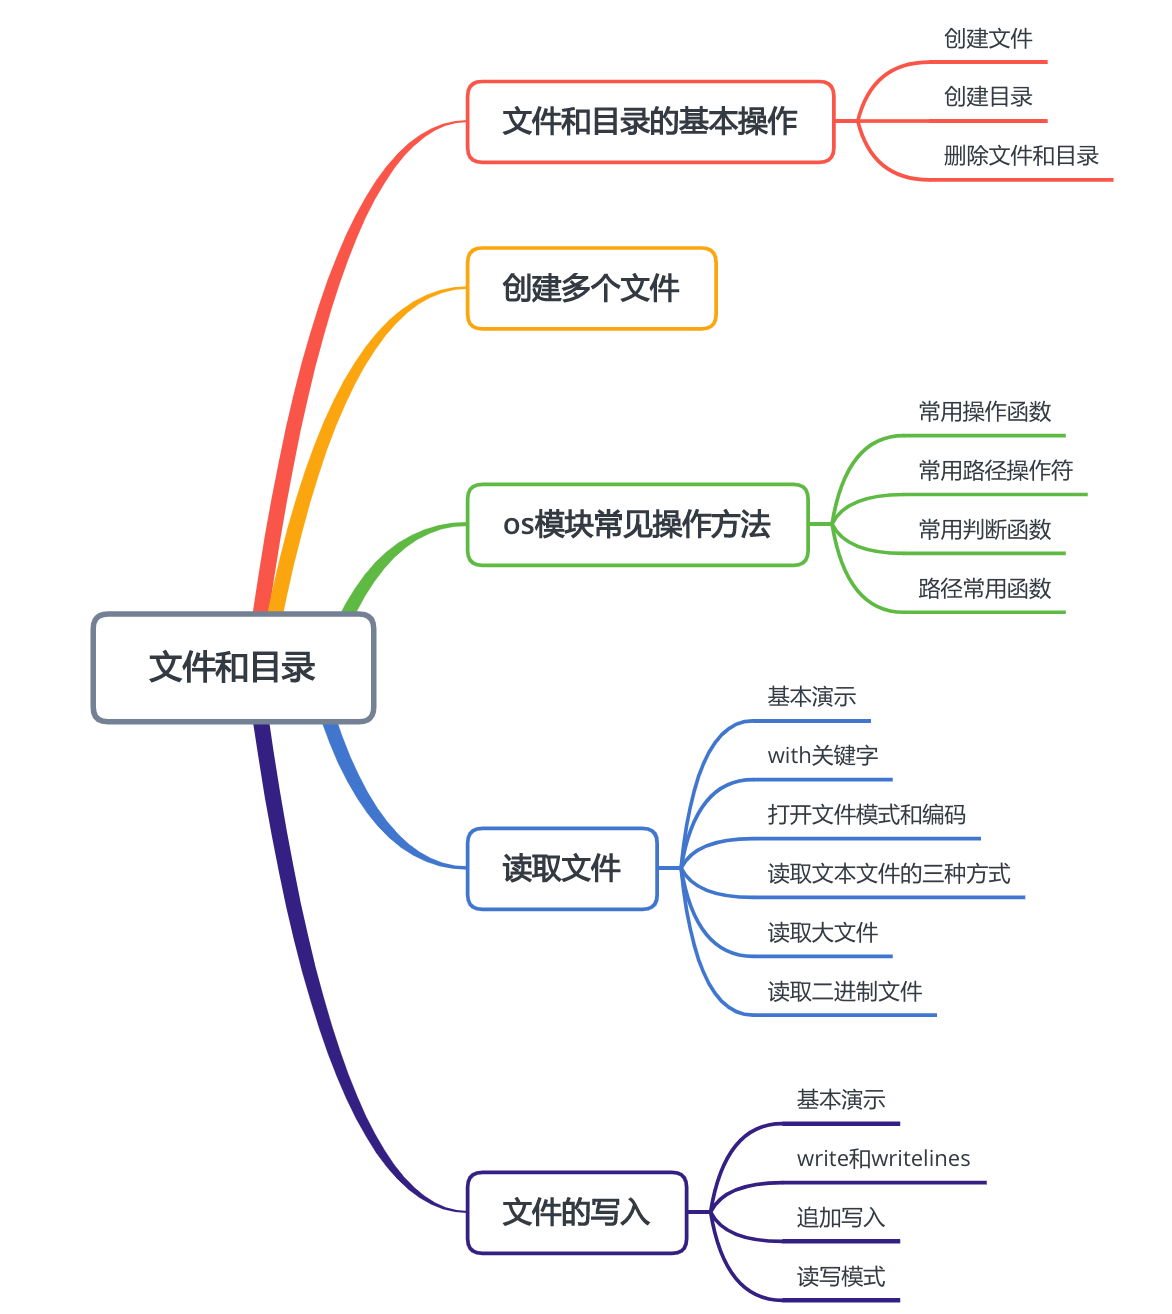 文件和目录
文件和目录的基本操作
创建文件
创建目录
删除文件和目录
创建多个文件
os模块常见操作方法
常用操作函数
常用路径操作符
常用判断函数
路径常用函数
读取文件
基本演示
with关键字
打开文件模式和编码
读取文本文件的三种方式
读取大文件
读取二进制文件
文件的写入
基本演示
write和writelines
追加写入
读写模式